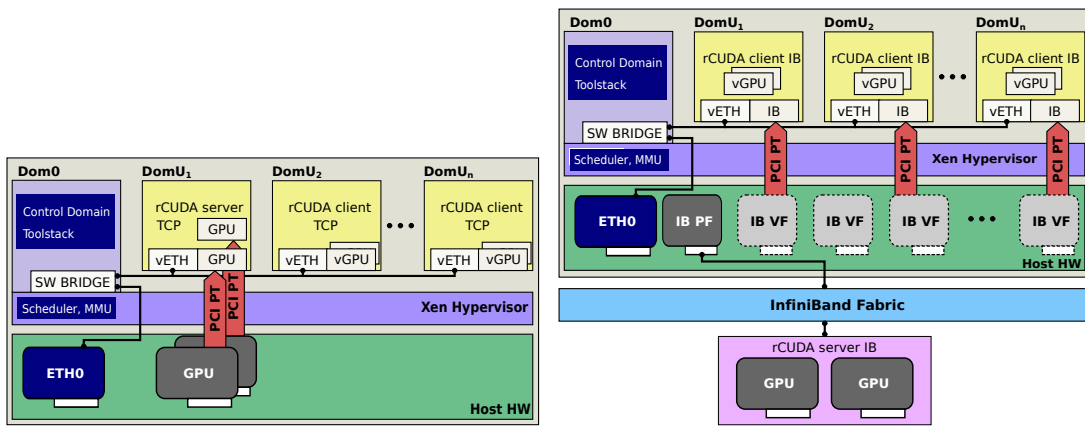 Dom0
DomU1
DomU2
DomUn
Control Domain
Toolstack
rCUDA server
TCP
GPU
rCUDA client
TCP
rCUDA client
TCP
vETH
GPU
vETH
vGPU
vETH
vGPU
SW BRIDGE
Scheduler, MMU
PCI PT
PCI PT
Xen Hypervisor
ETH0
GPU
Host HW
Dom0
DomU1
DomU2
DomUn
Control Domain
Toolstack
rCUDA client IB
rCUDA client IB
rCUDA client IB
vGPU
vGPU
vGPU
vETH
IB
vETH
IB
vETH
IB
SW BRIDGE
Scheduler, MMU
PCI PT
PCI PT
PCI PT
Xen Hypervisor
ETH0
IB PF
IB VF
IB VF
IB VF
IB VF
Host HW
InfiniBand Fabric
rCUDA server IB
GPU
GPU